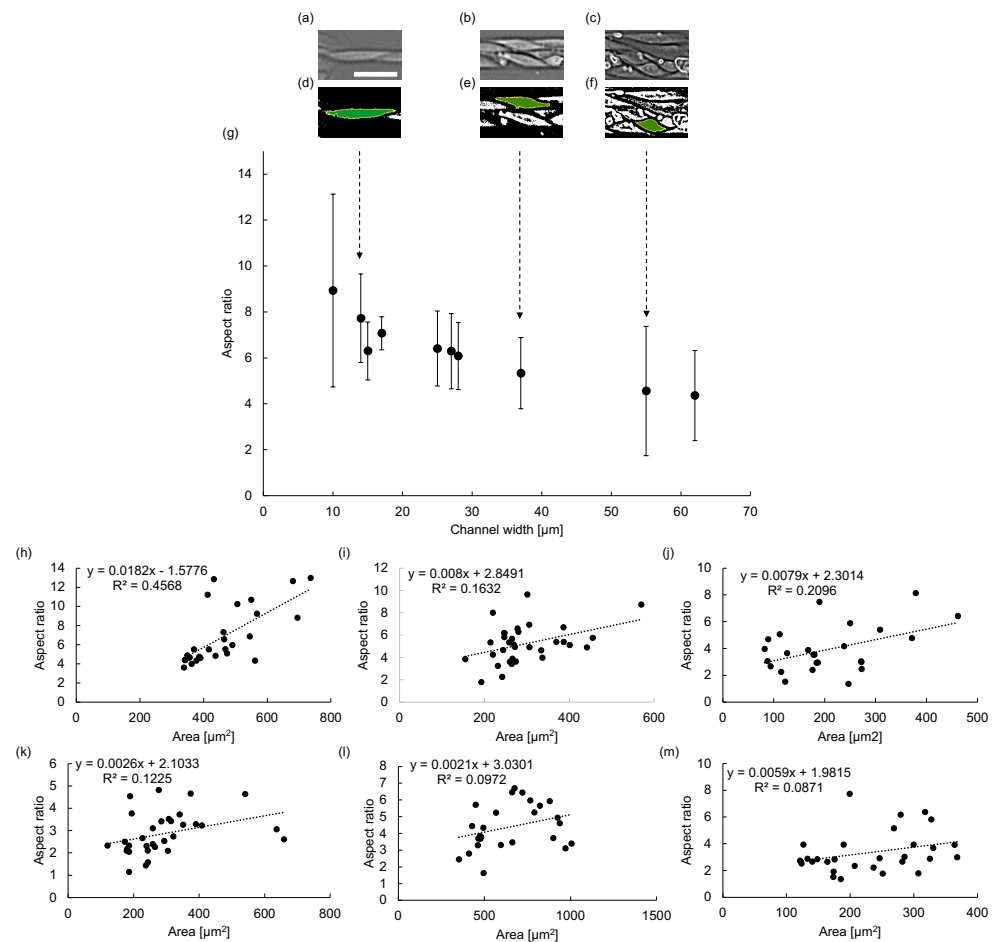 (a)
(b)
(c)
(d)
(e)
(f)
(g)
14
12
10
8
6
4
2
0
Aspect ratio
0 10 20 30 40 50 60 70
Channel width [µm]
(h)
y = 0.0182x - 1.5776
R² = 0.4568
14
12
10
8
6
4
2
0
Aspect ratio
0 200 400 600 800
Area [µm²]
(i)
y = 0.008x + 2.8491
R² = 0.1632
12
10
8
6
4
2
0
Aspect ratio
0 200 400 600
Area [µm²]
(j)
y = 0.0079x + 2.3014
R² = 0.2096
10
8
6
4
2
0
Aspect ratio
0 100 200 300 400 500
Area [µm2]
(k)
y = 0.0026x + 2.1033
R² = 0.1225
6
5
4
3
2
1
0
Aspect ratio
0 200 400 600 800
Area [µm²]
(l)
y = 0.0021x + 3.0301
R² = 0.0972
8
7
6
5
4
3
2
1
0
Aspect ratio
0 500 1000 1500
Area [µm²]
(m)
y = 0.0059x + 1.9815
R² = 0.0871
10
8
6
4
2
0
Aspect ratio
0 100 200 300 400
Area [µm²]